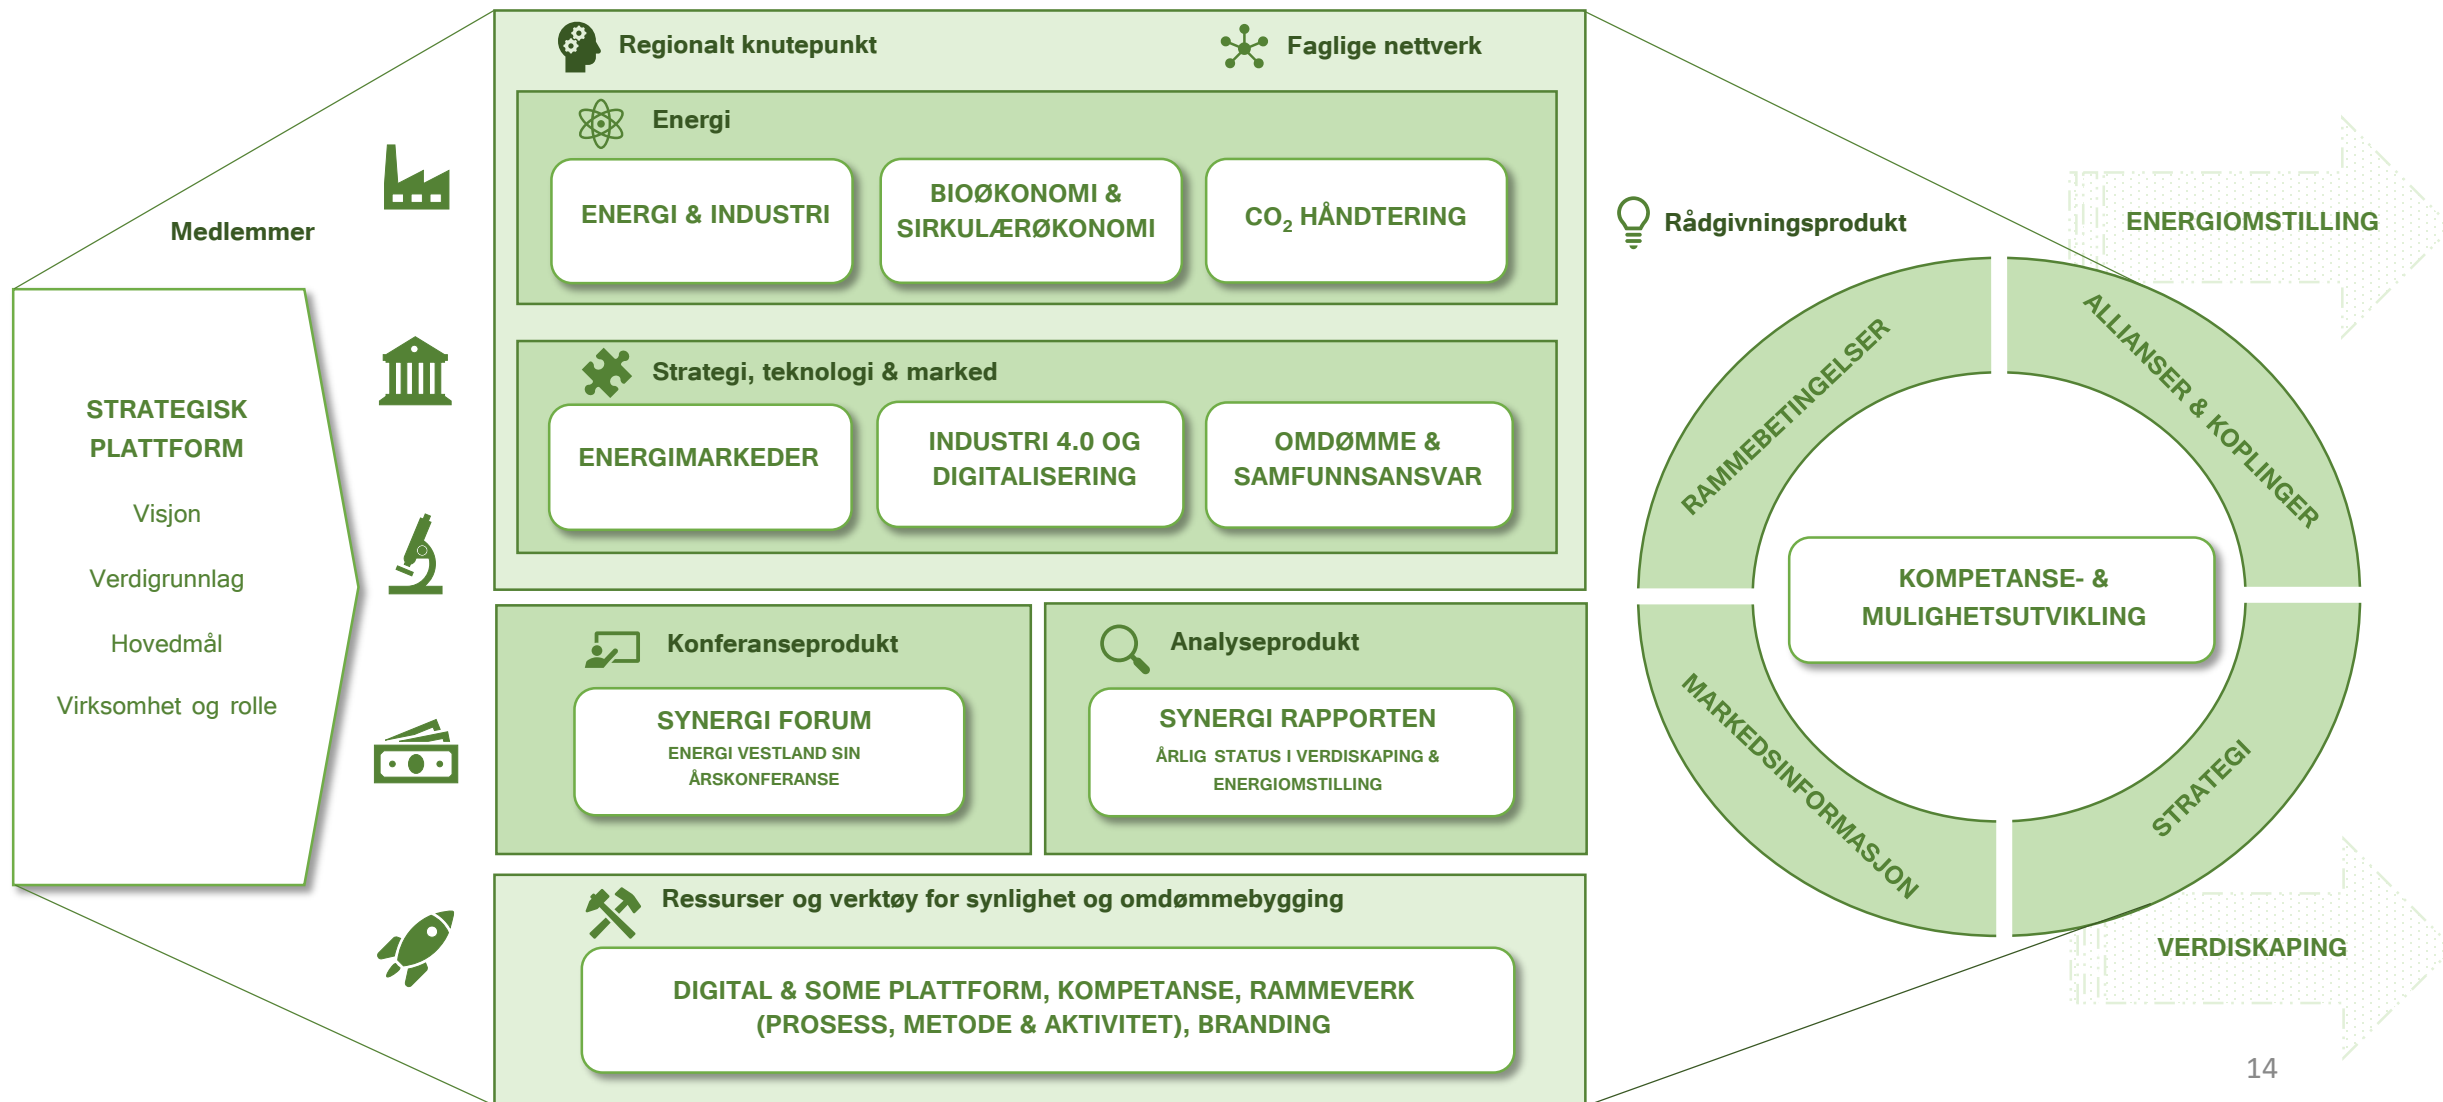 Medlemmer
STRATEGISK
PLATTFORM
Visjon
Verdigrunnlag
Hovedmål
Virksomhet og rolle
Regionalt knutepunkt
Faglige nettverk
Energi
ENERGI & INDUSTRI
BIOØKONOMI &
SIRKULÆRØKONOMI
CO₂ HÅNDTERING
Strategi, teknologi & marked
ENERGIMARKEDER
INDUSTRI 4.0 OG
DIGITALISERING
OMDØMME &
SAMFUNNSANSVAR
Konferanseprodukt
SYNERGI FORUM
ENERGI VESTLAND SIN
ÅRSKONFERANSE
Analyseprodukt
SYNERGI RAPPORTEN
ÅRLIG STATUS I VERDISKAPING &
ENERGIOMSTILLING
Ressurser og verktøy for synlighet og omdømmebygging
DIGITAL & SOME PLATTFORM, KOMPETANSE, RAMMEVERK
(PROSESS, METODE & AKTIVITET), BRANDING
Rådgivningsprodukt
RAMMEBETINGELSER
ALLIANSER & KOPLINGER
KOMPETANSE- &
MULIGHETSUTVIKLING
MARKEDSINFORMASJON
STRATEGI
ENERGIOMSTILLING
VERDISKAPING
14